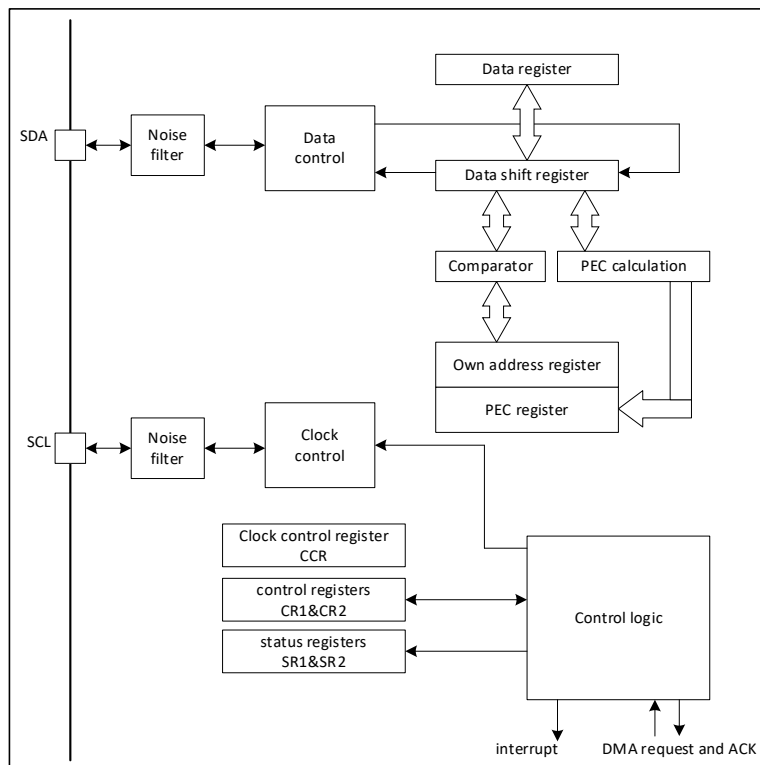 Data register
SDA
Noise
filter
Data
control
Data shift register
Comparator
PEC calculation
Own address register
PEC register
SCL
Noise
filter
Clock
control
Clock control register
CCR
control registers
CR1&CR2
Control logic
status registers
SR1&SR2
interrupt
DMA request and ACK